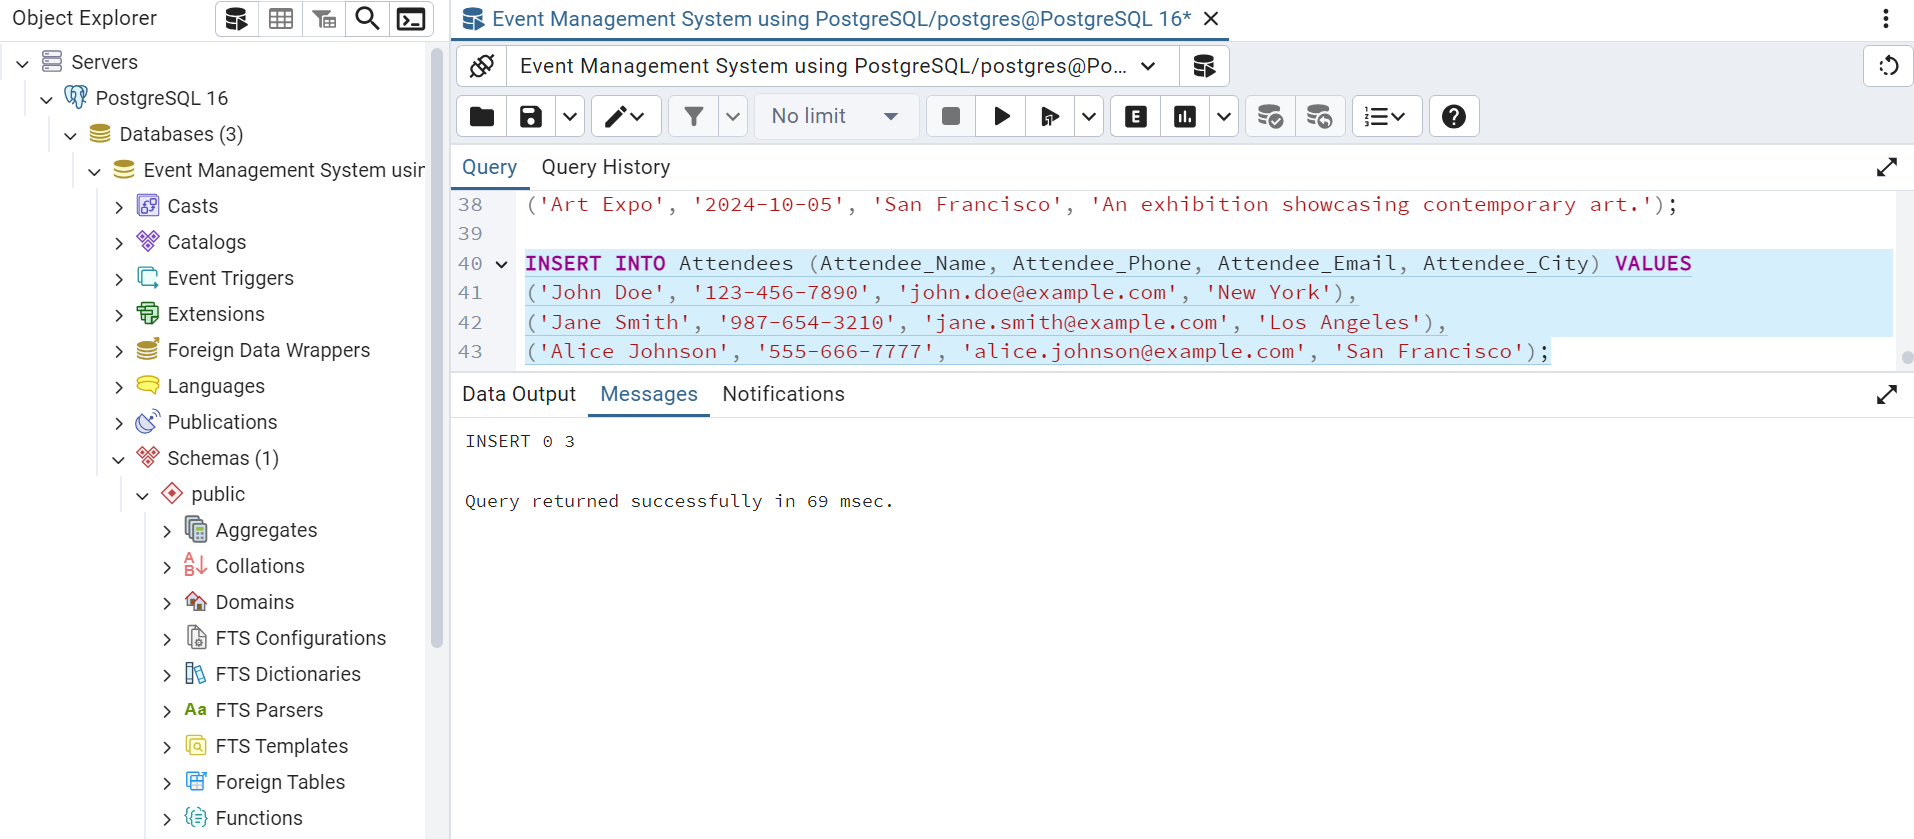 Object Explorer
Servers
PostgreSQL 16
Databases (3)
Event Management System usin
Casts
Catalogs
Event Triggers
Extensions
Foreign Data Wrappers
Languages
Publications
Schemas (1)
public
Aggregates
Collations
Domains
FTS Configurations
FTS Dictionaries
Aa FTS Parsers
FTS Templates
Foreign Tables
Functions
Event Management System using PostgreSQL/postgres@PostgreSQL 16*
Event Management System using PostgreSQL/postgres@Po...
No limit
E
Query Query History
38 ('Art Expo', '2024-10-05', 'San Francisco', 'An exhibition showcasing contemporary art.');
39
40 INSERT INTO Attendees (Attendee_Name, Attendee_Phone, Attendee_Email, Attendee_City) VALUES
41 ('John Doe', '123-456-7890', 'john.doe@example.com', 'New York'),
42 ('Jane Smith', '987-654-3210', 'jane.smith@example.com', 'Los Angeles'),
43 ('Alice Johnson', '555-666-7777', 'alice.johnson@example.com', 'San Francisco');
Data Output Messages Notifications
INSERT 0 3
Query returned successfully in 69 msec.